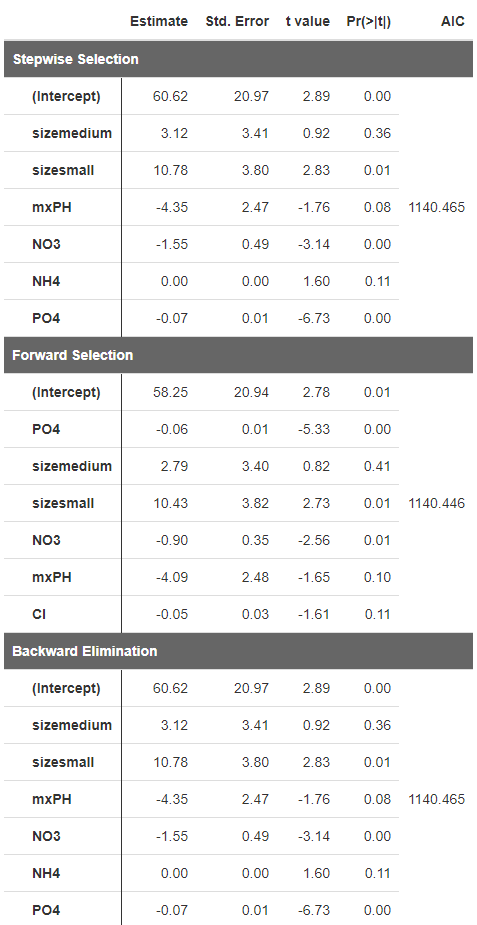 Estimate Std. Error t value Pr(>|t|) AIC
Stepwise Selection
(Intercept) 60.62 20.97 2.89 0.00
sizemedium 3.12 3.41 0.92 0.36
sizesmall 10.78 3.80 2.83 0.01
mxPH -4.35 2.47 -1.76 0.08 1140.465
NO3 -1.55 0.49 -3.14 0.00
NH4 0.00 0.00 1.60 0.11
PO4 -0.07 0.01 -6.73 0.00
Forward Selection
(Intercept) 58.25 20.94 2.78 0.01
PO4 -0.06 0.01 -5.33 0.00
sizemedium 2.79 3.40 0.82 0.41
sizesmall 10.43 3.82 2.73 0.01 1140.446
NO3 -0.90 0.35 -2.56 0.01
mxPH -4.09 2.48 -1.65 0.10
Cl -0.05 0.03 -1.61 0.11
Backward Elimination
(Intercept) 60.62 20.97 2.89 0.00
sizemedium 3.12 3.41 0.92 0.36
sizesmall 10.78 3.80 2.83 0.01
mxPH -4.35 2.47 -1.76 0.08 1140.465
NO3 -1.55 0.49 -3.14 0.00
NH4 0.00 0.00 1.60 0.11
PO4 -0.07 0.01 -6.73 0.00